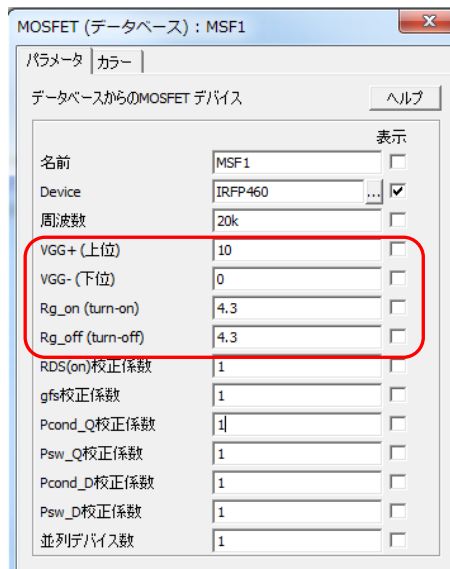 MOSFET (データベース) : MSF1
パラメータ カラー
データベースからのMOSFET デバイス ヘルプ
表示
名前 MSF1
Device IRFP460 ...
周波数 20k
VGG+ (上位) 10
VGG- (下位) 0
Rg_on (turn-on) 4.3
Rg_off (turn-off) 4.3
RDS(on)校正係数 1
gfs校正係数 1
Pcond_Q校正係数 1
Psw_Q校正係数 1
Pcond_D校正係数 1
Psw_D校正係数 1
並列デバイス数 1